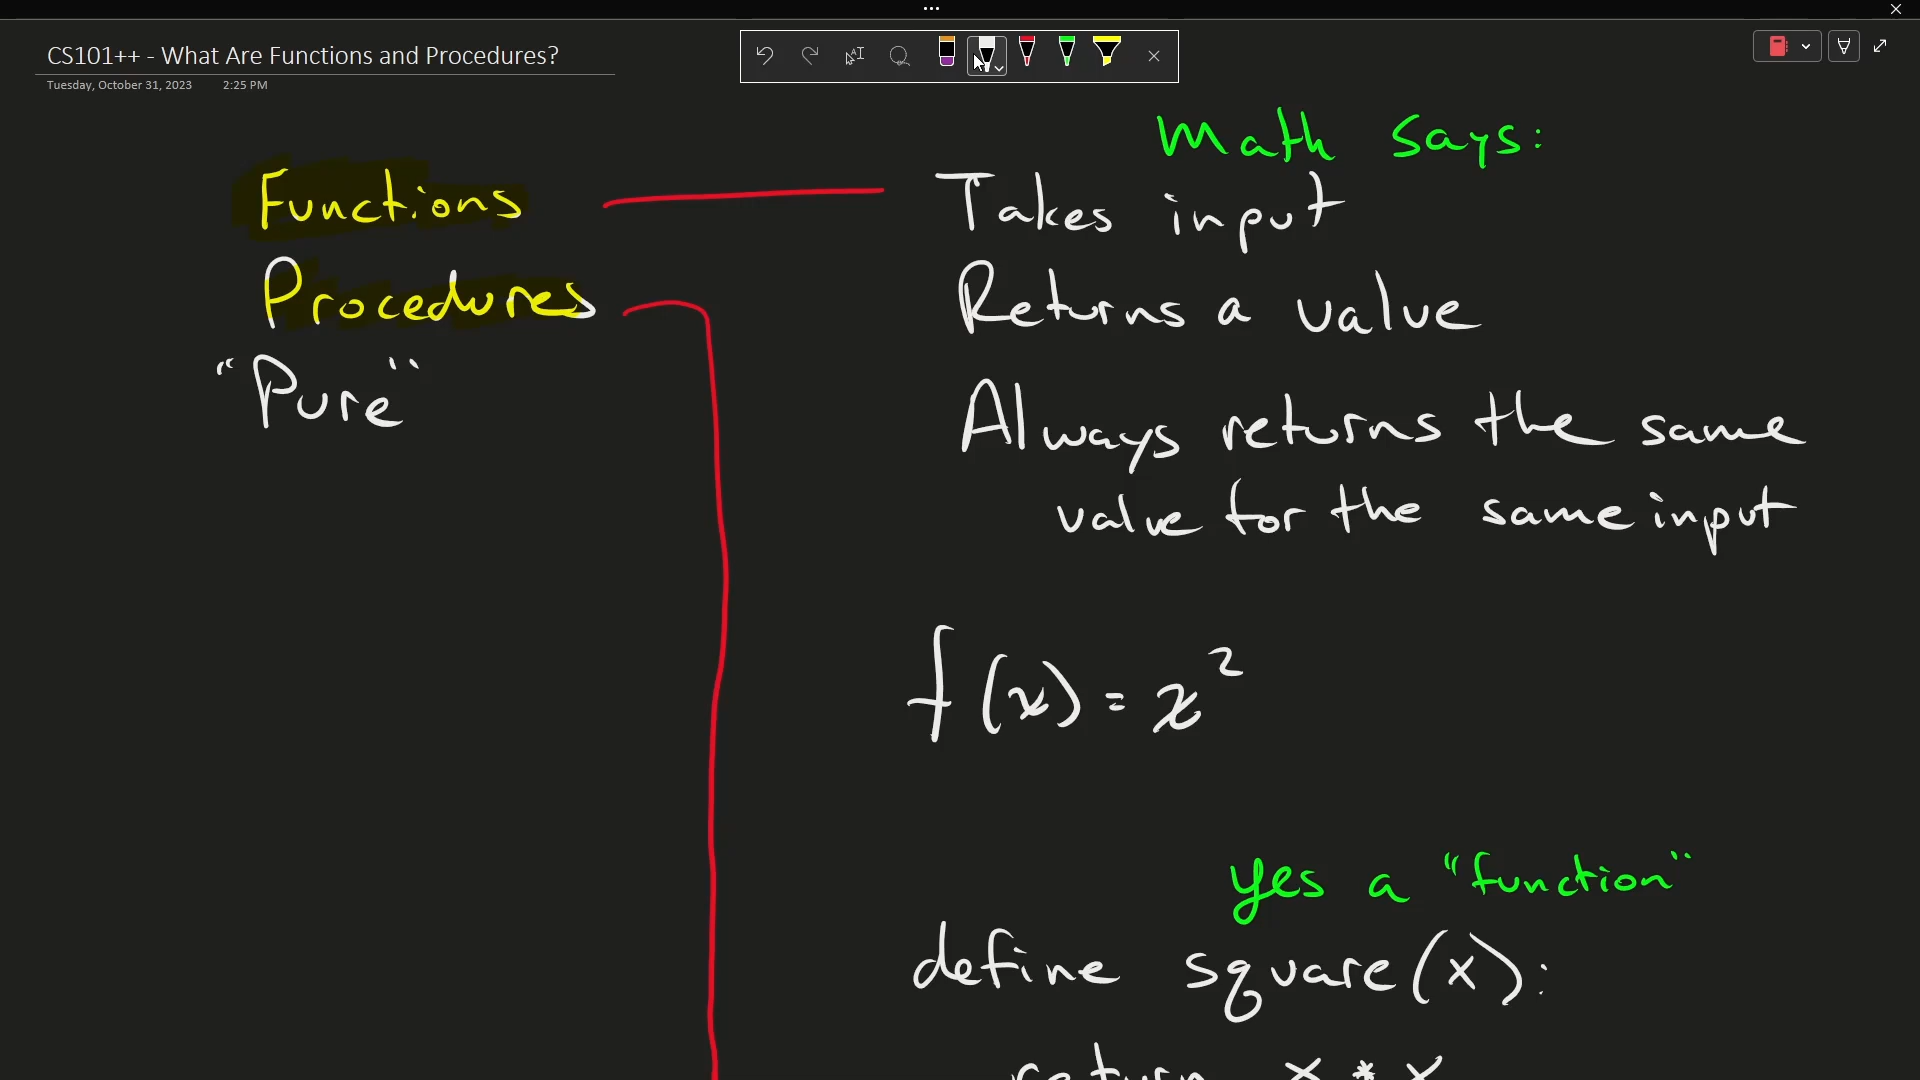 CS101++ - What Are Functions and Procedures?
Tuesday, October 31, 2023 2:25 PM
Functions
Procedures
"Pure"
Math says:
Takes input
Returns a value
Always returns the same
value for the same input
f(x) = x²
yes a "function"
define square(x):
return x * x